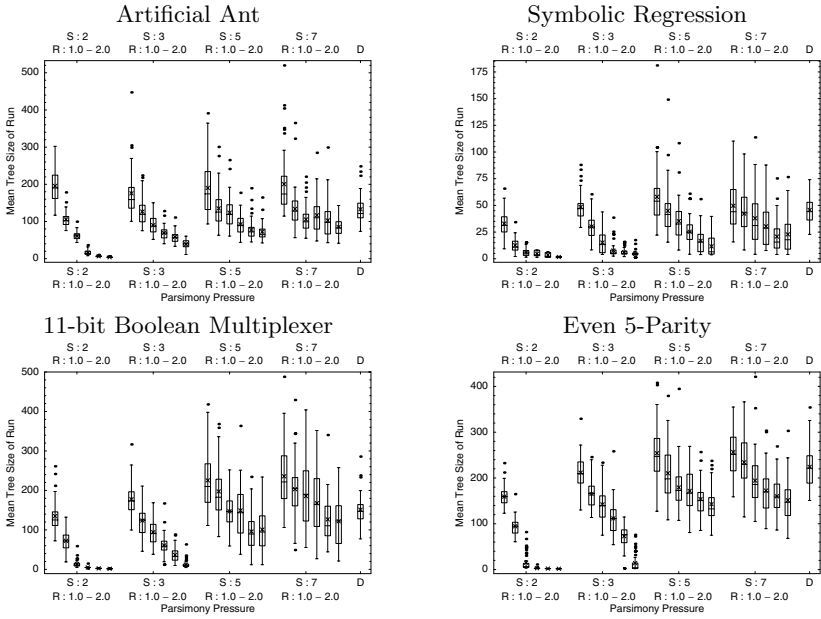 Artificial Ant
S : 2 S : 3 S : 5 S : 7 D
R : 1.0 – 2.0 R : 1.0 – 2.0 R : 1.0 – 2.0 R : 1.0 – 2.0
500
400
300
200
100
0
Mean Tree Size of Run
S : 2 S : 3 S : 5 S : 7 D
R : 1.0 – 2.0 R : 1.0 – 2.0 R : 1.0 – 2.0 R : 1.0 – 2.0
Parsimony Pressure
Symbolic Regression
S : 2 S : 3 S : 5 S : 7 D
R : 1.0 – 2.0 R : 1.0 – 2.0 R : 1.0 – 2.0 R : 1.0 – 2.0
175
150
125
100
75
50
25
0
Mean Tree Size of Run
S : 2 S : 3 S : 5 S : 7 D
R : 1.0 – 2.0 R : 1.0 – 2.0 R : 1.0 – 2.0 R : 1.0 – 2.0
Parsimony Pressure
11-bit Boolean Multiplexer
S : 2 S : 3 S : 5 S : 7 D
R : 1.0 – 2.0 R : 1.0 – 2.0 R : 1.0 – 2.0 R : 1.0 – 2.0
500
400
300
200
100
0
Mean Tree Size of Run
S : 2 S : 3 S : 5 S : 7 D
R : 1.0 – 2.0 R : 1.0 – 2.0 R : 1.0 – 2.0 R : 1.0 – 2.0
Parsimony Pressure
Even 5-Parity
S : 2 S : 3 S : 5 S : 7 D
R : 1.0 – 2.0 R : 1.0 – 2.0 R : 1.0 – 2.0 R : 1.0 – 2.0
400
300
200
100
0
Mean Tree Size of Run
S : 2 S : 3 S : 5 S : 7 D
R : 1.0 – 2.0 R : 1.0 – 2.0 R : 1.0 – 2.0 R : 1.0 – 2.0
Parsimony Pressure